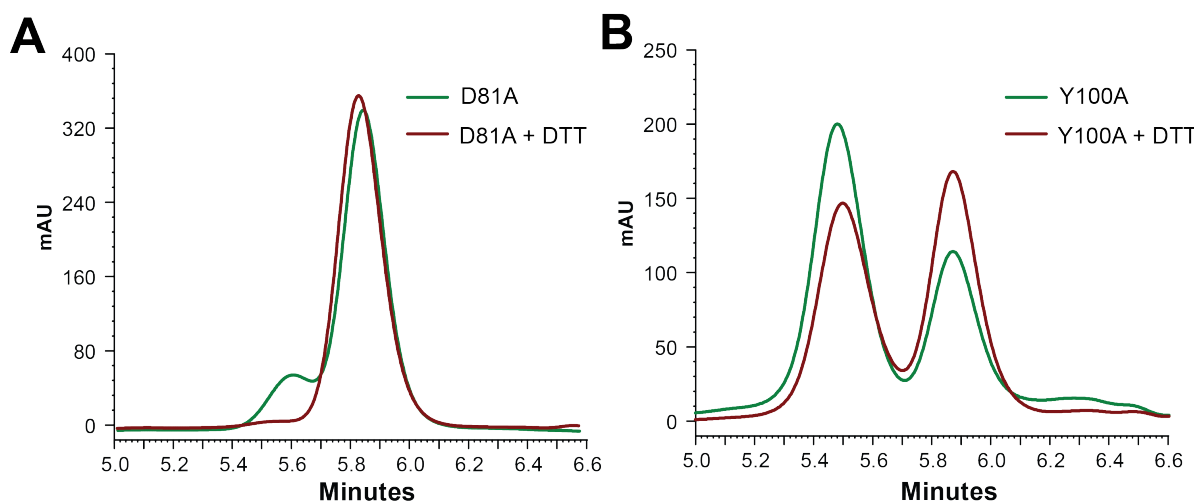 A
400
320
240
160
80
0
mAU
D81A
D81A + DTT
5.0 5.2 5.4 5.6 5.8 6.0 6.2 6.4 6.6
Minutes
B
250
200
150
100
50
0
mAU
Y100A
Y100A + DTT
5.0 5.2 5.4 5.6 5.8 6.0 6.2 6.4 6.6
Minutes